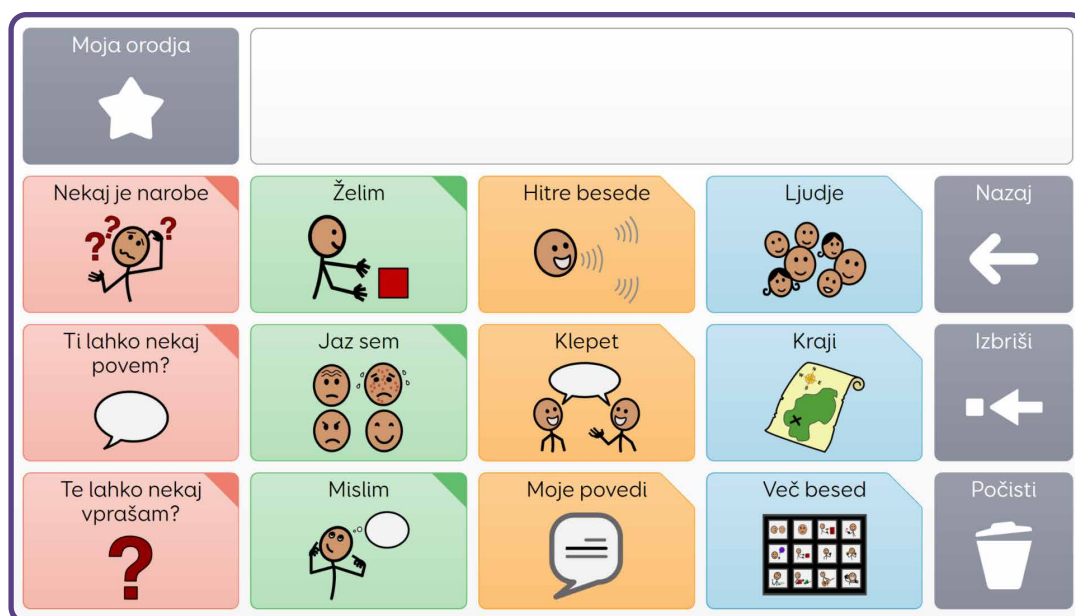 Moja orodja
Nekaj je narobe
Želim
Hitre besede
Ljudje
Nazaj
Ti lahko nekaj
povem?
Jaz sem
Klepet
Kraji
Izbriši
Te lahko nekaj
vprašam?
Mislim
Moje povedi
Več besed
Počisti